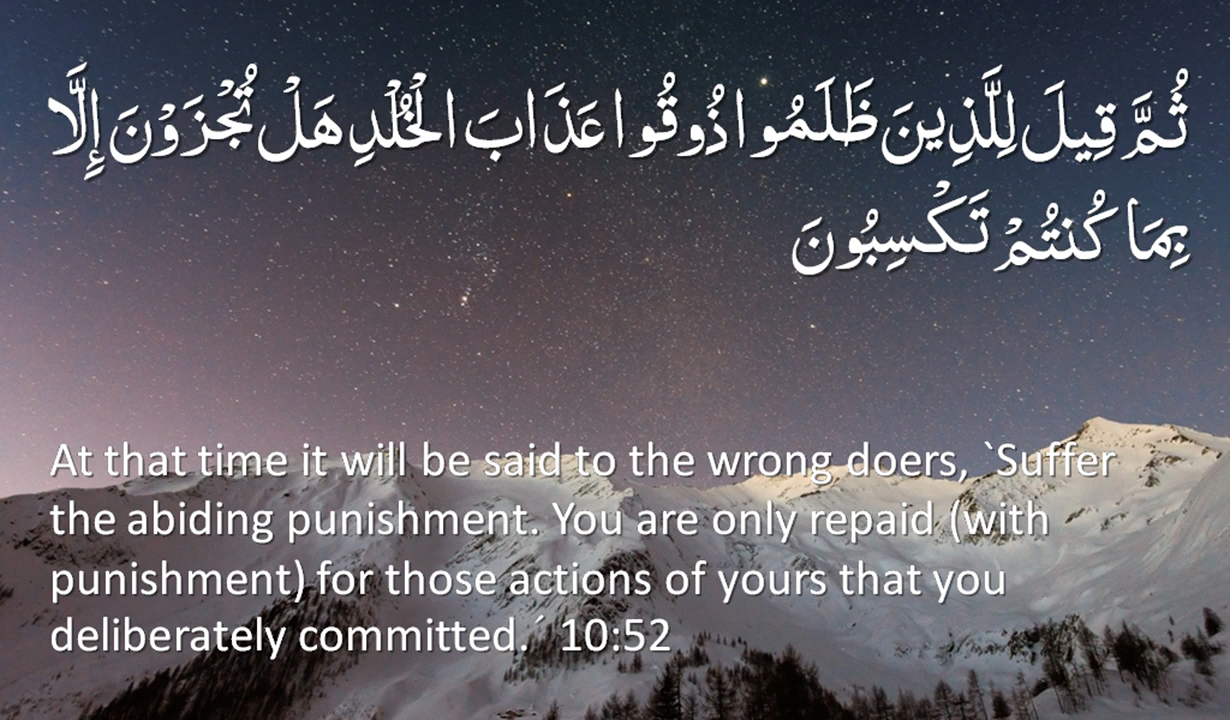 ثُمَّ قِيلَ لِلَّذِينَ ظَلَمُوا ذُوقُوا عَذَابَ الْخُلْدِ هَلْ تُجْزَوْنَ إِلَّا
بِمَا كُنتُمْ تَكْسِبُونَ
At that time it will be said to the wrong doers, `Suffer
the abiding punishment. You are only repaid (with
punishment) for those actions of yours that you
deliberately committed.´ 10:52